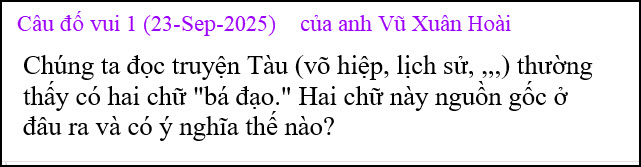 Câu đố vui 1 (23-Sep-2025) của anh Vũ Xuân Hoài
Chúng ta đọc truyện Tàu (võ hiệp, lịch sử, ,,,) thường
thấy có hai chữ "bá đạo." Hai chữ này nguồn gốc ở
đâu ra và có ý nghĩa thế nào?